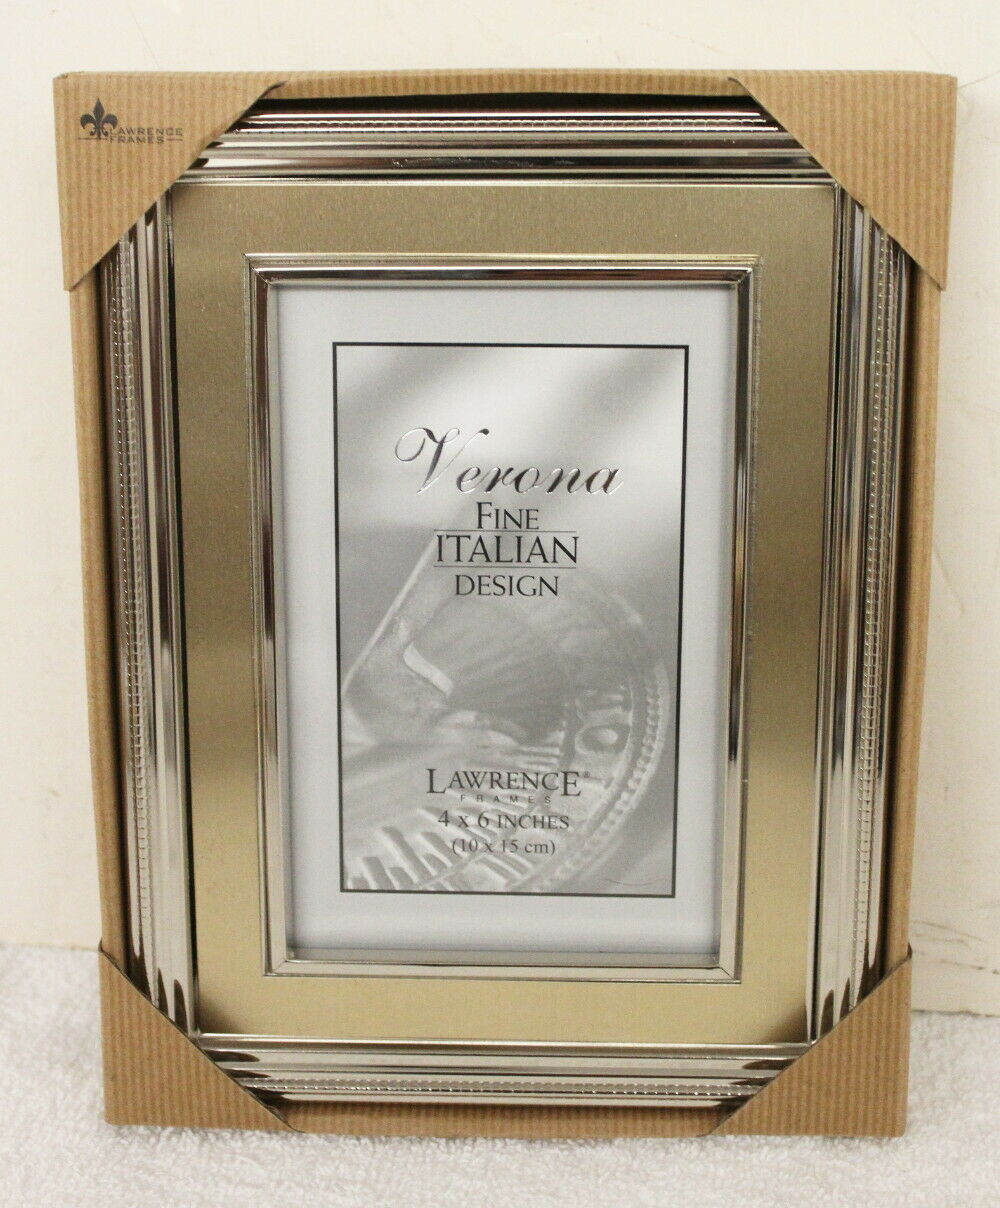 LAWRENCE
FRAMES
Verona
FINE
ITALIAN
DESIGN
LAWRENCE®
FRAMES
4 x 6 INCHES
(10 x 15 cm)